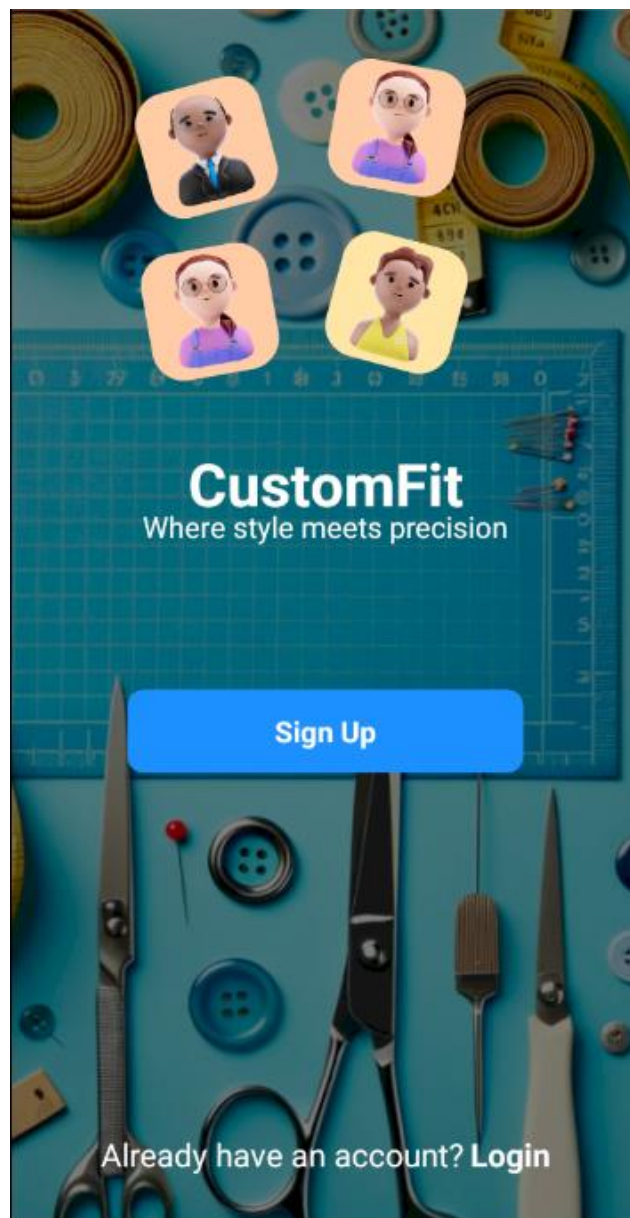 CustomFit
Where style meets precision
Sign Up
Already have an account? Login